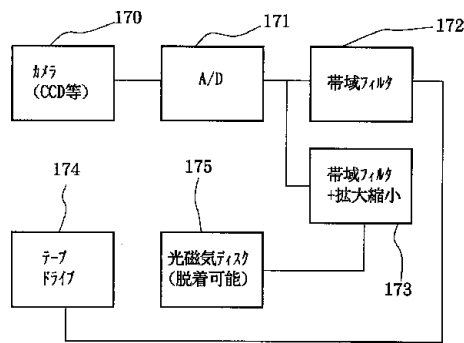 170
171
172
カメラ
(CCD等)
A/D
帯域フィルタ
帯域フィルタ
+拡大縮小
173
174
175
テープ
ドライブ
光磁気ディスク
(脱着可能)